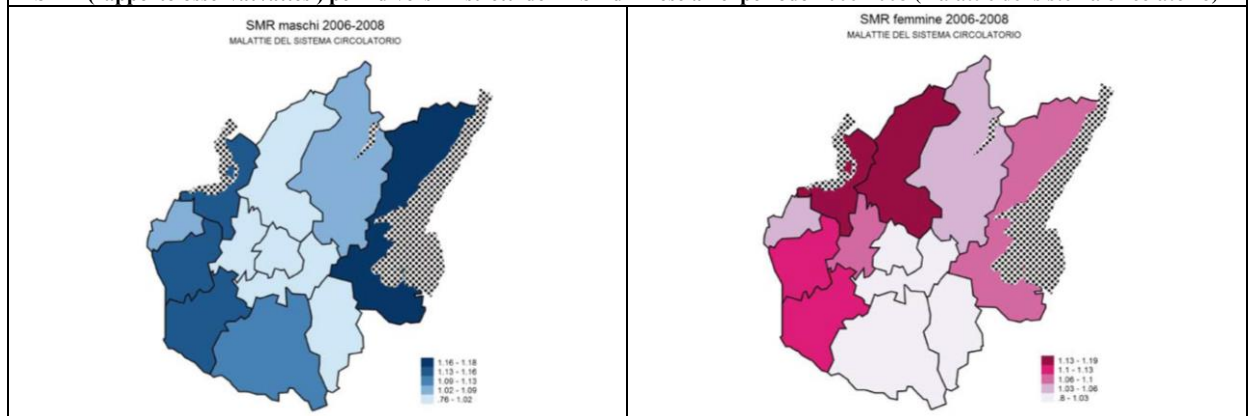 SMR maschi 2006-2008
MALATTIE DEL SISTEMA CIRCOLATORIO
1.16 - 1.18
1.13 - 1.16
1.09 - 1.13
1.02 - 1.09
.76 - 1.02
SMR femmine 2006-2008
MALATTIE DEL SISTEMA CIRCOLATORIO
1.13 - 1.19
1.1 - 1.13
1.06 - 1.1
1.03 - 1.06
.8 - 1.03